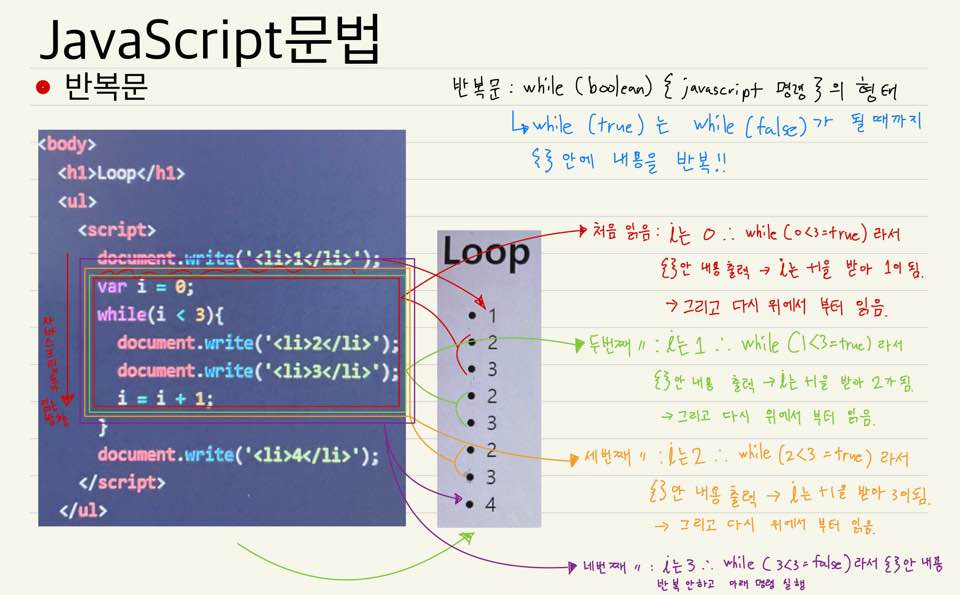 JavaScript문법
반복문
반복문 : while (boolean) { javascript 명령 } 의 형태
↳ while (true) 는 while (false) 가 될 때까지
{} 안에 내용을 반복!!
<body>
<h1>Loop</h1>
<ul>
<script>
document.write('<li>1</li>');
var i = 0;
while(i < 3){
document.write('<li>2</li>');
document.write('<li>3</li>');
i = i + 1;
}
document.write('<li>4</li>');
</script>
</ul>
Loop
• 1
• 2
• 3
• 2
• 3
• 2
• 3
• 4
처음 읽음 : i는 0 ∴ while (0<3=true) 라서
{}안 내용 출력 → i는 +1을 받아 1이됨.
→ 그리고 다시 위에서 부터 읽음.
두번째 〃 : i는 1 ∴ while (1<3=true) 라서
{}안 내용 출력 → i는 +1을 받아 2가됨.
→ 그리고 다시 위에서 부터 읽음.
세번째 〃 : i는 2 ∴ while (2<3 = true) 라서
{}안 내용 출력 → i는 +1을 받아 3이됨.
→ 그리고 다시 위에서 부터 읽음.
네번째 〃 : i는 3 ∴ while ( 3<3 = false) 라서 {}안 내용
반복 안하고 아래 명령 실행